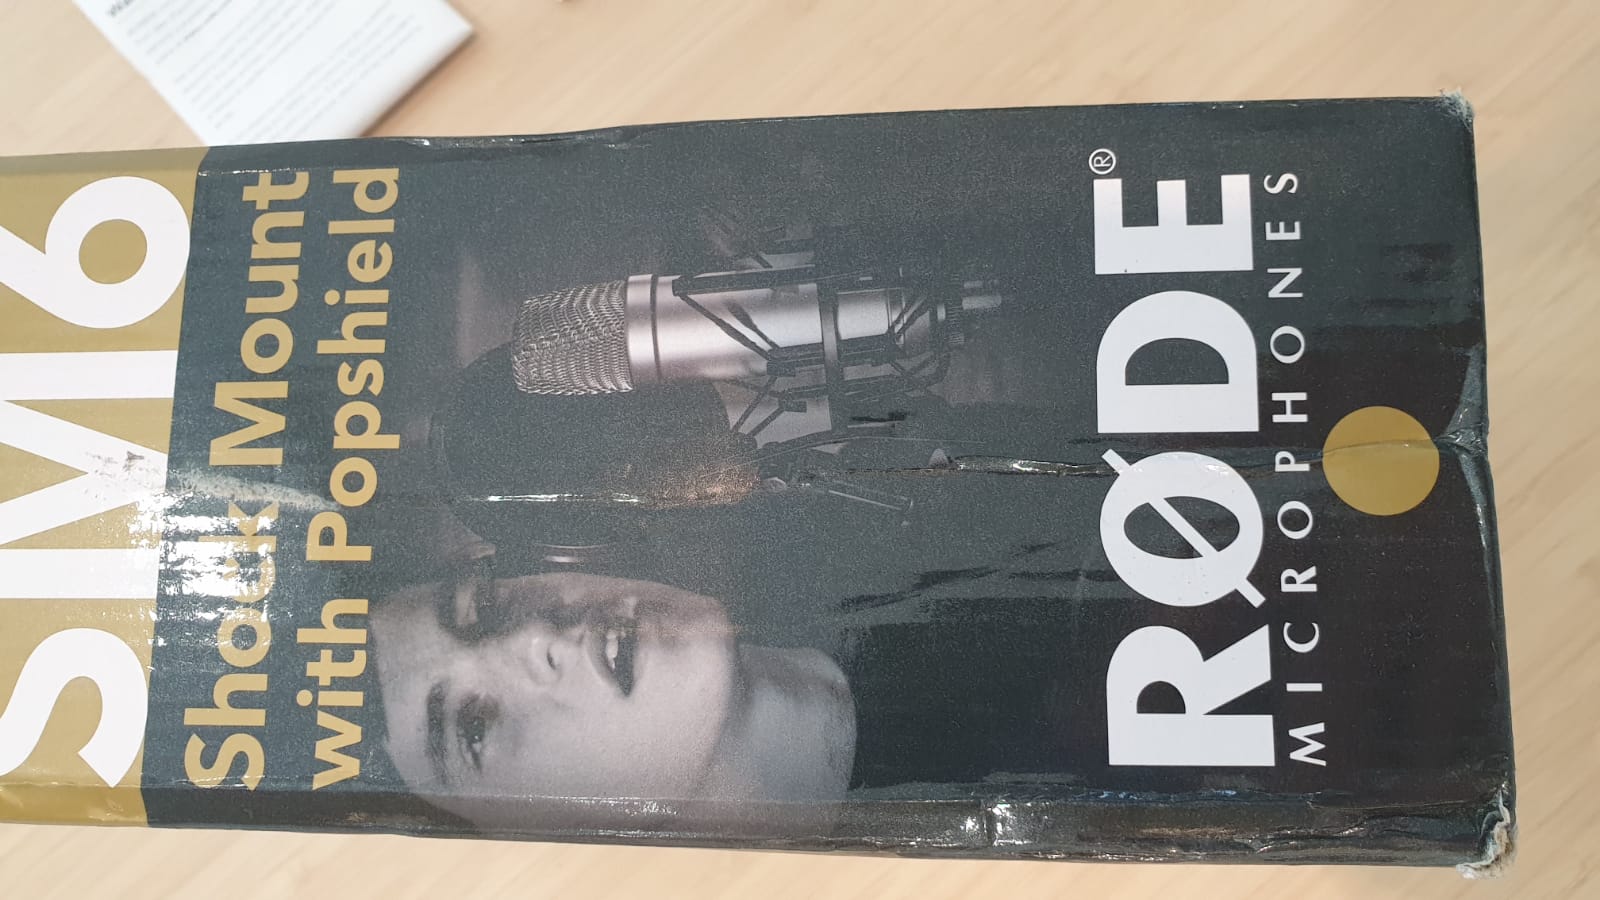 RØDE®
MICROPHONES
Shock Mount
with Popshield
SM6